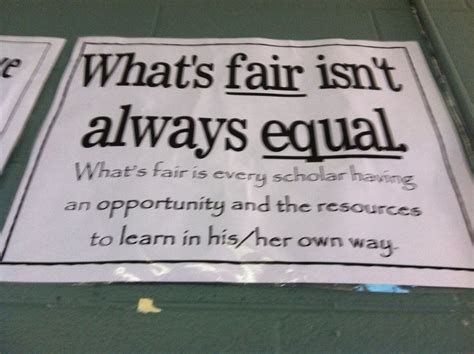 What's fair isn't
always equal.
What's fair is every scholar having
an opportunity and the resources
to learn in his/her own way.